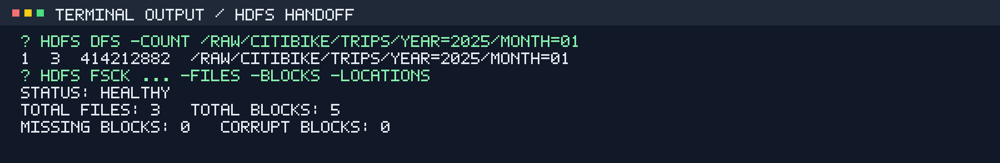 TERMINAL OUTPUT / HDFS HANDOFF
? HDFS DFS -COUNT /RAW/CITIBIKE/TRIPS/YEAR=2025/MONTH=01
1  3  414212882  /RAW/CITIBIKE/TRIPS/YEAR=2025/MONTH=01
? HDFS FSCK ... -FILES -BLOCKS -LOCATIONS
STATUS: HEALTHY
TOTAL FILES: 3   TOTAL BLOCKS: 5
MISSING BLOCKS: 0   CORRUPT BLOCKS: 0